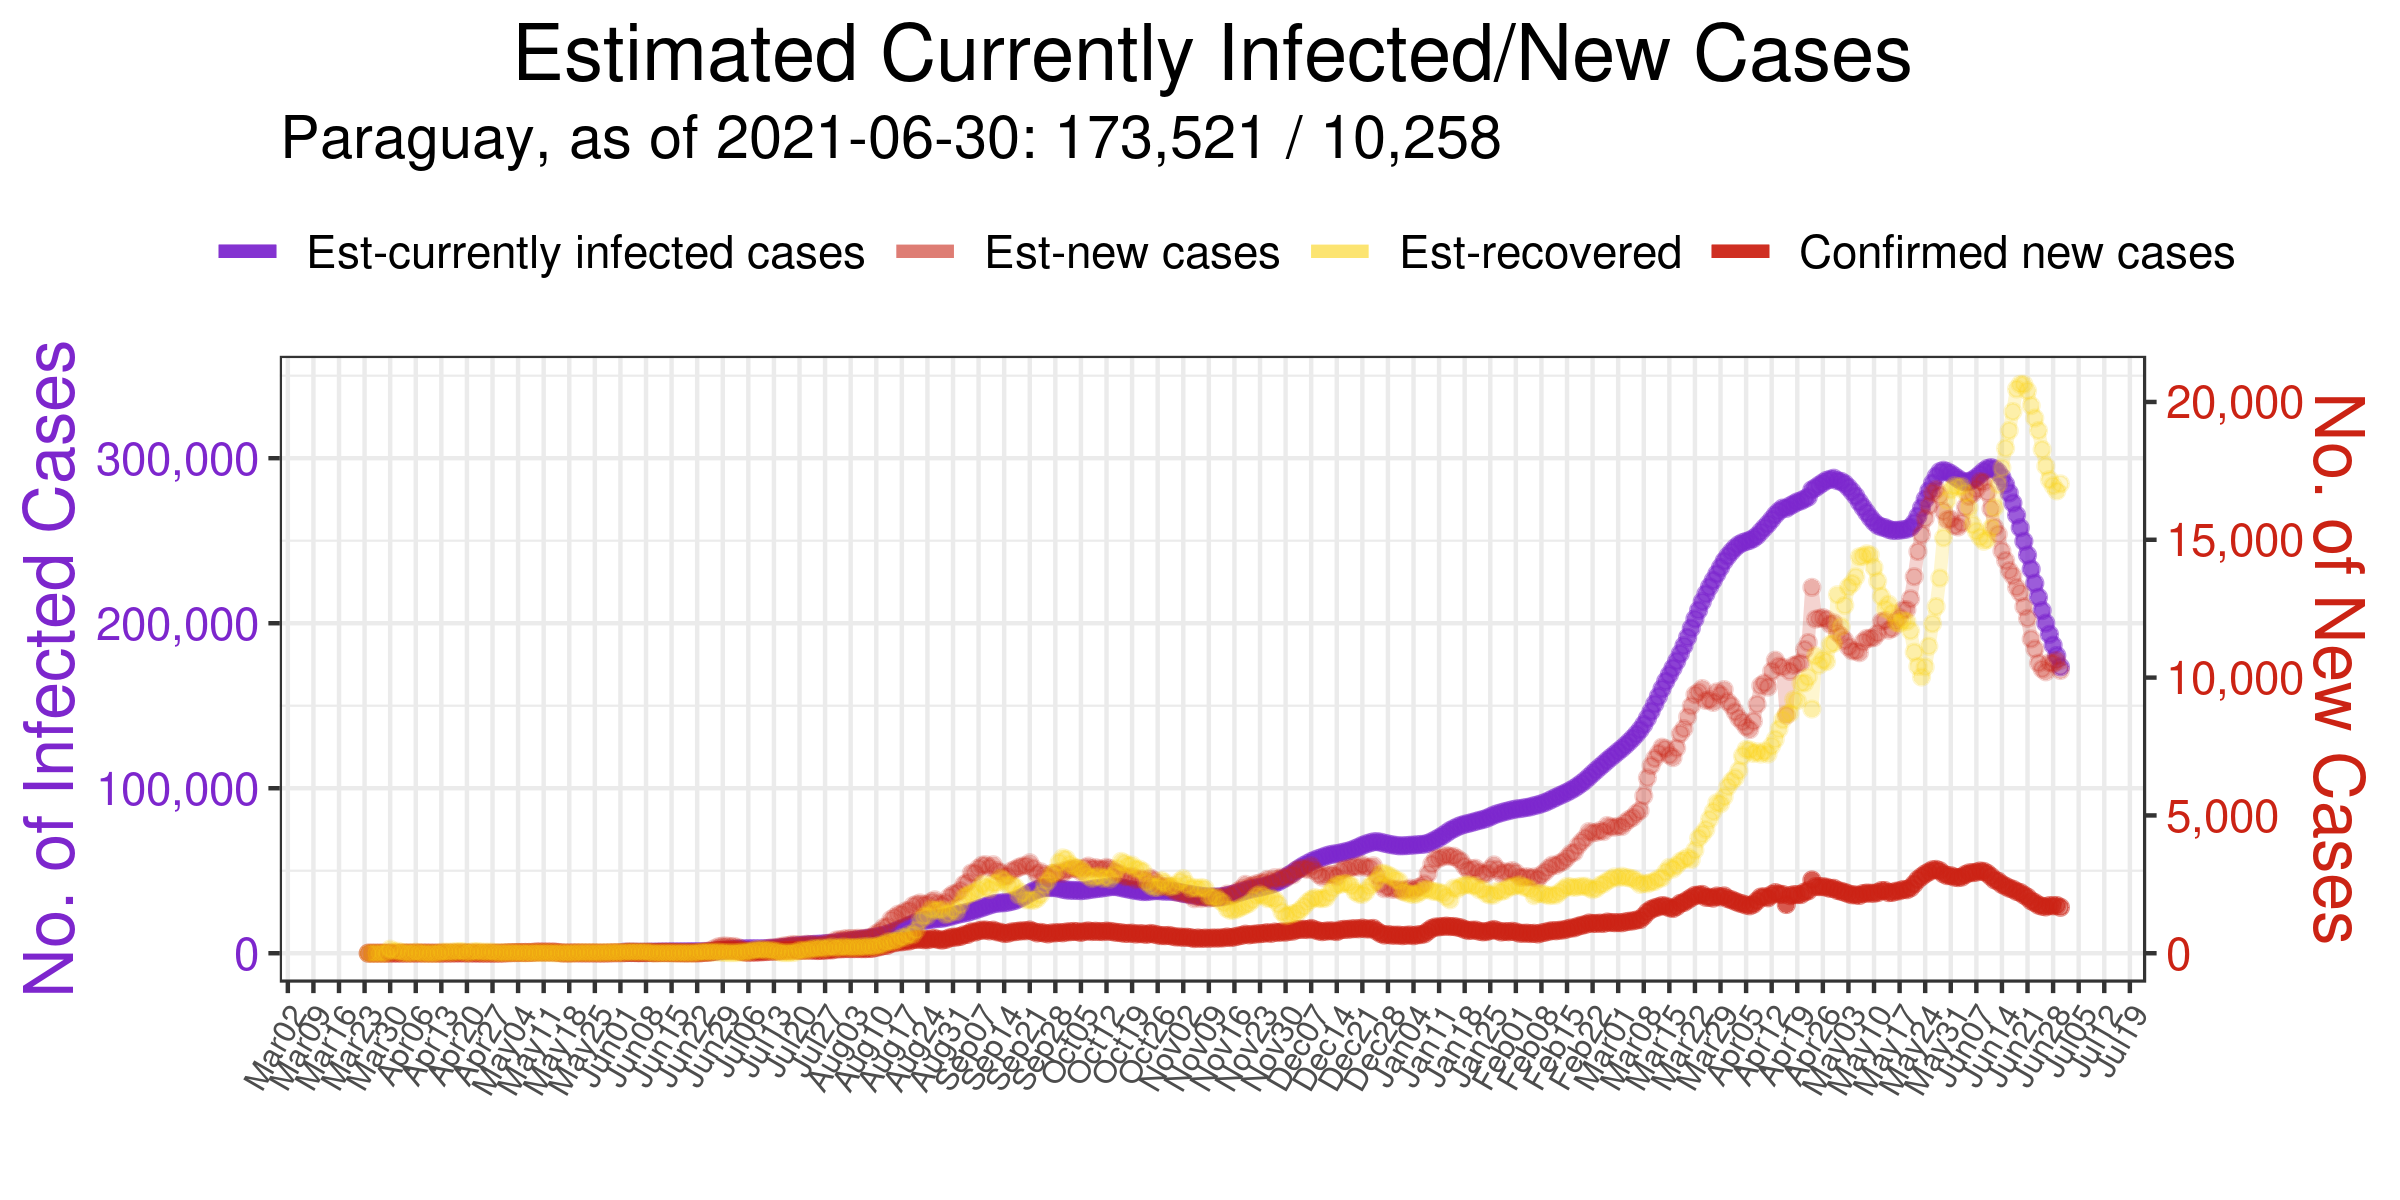 Estimated Currently Infected/New Cases
Paraguay, as of 2021-06-30: 173,521 / 10,258
Est-currently infected cases
Est-new cases
Est-recovered
Confirmed new cases
No. of Infected Cases
300,000
200,000
100,000
0
20,000
15,000
10,000
5,000
0
No. of New Cases
Mar02
Mar09
Mar16
Mar23
Mar30
Apr06
Apr13
Apr20
Apr27
May04
May11
May18
May25
Jun01
Jun08
Jun15
Jun22
Jun29
Jul06
Jul13
Jul20
Jul27
Aug03
Aug10
Aug17
Aug24
Aug31
Sep07
Sep14
Sep21
Sep28
Oct05
Oct12
Oct19
Oct26
Nov02
Nov09
Nov16
Nov23
Nov30
Dec07
Dec14
Dec21
Dec28
Jan04
Jan11
Jan18
Jan25
Feb01
Feb08
Feb15
Feb22
Mar01
Mar08
Mar15
Mar22
Mar29
Apr05
Apr12
Apr19
Apr26
May03
May10
May17
May24
May31
Jun07
Jun14
Jun21
Jun28
Jul05
Jul12
Jul19